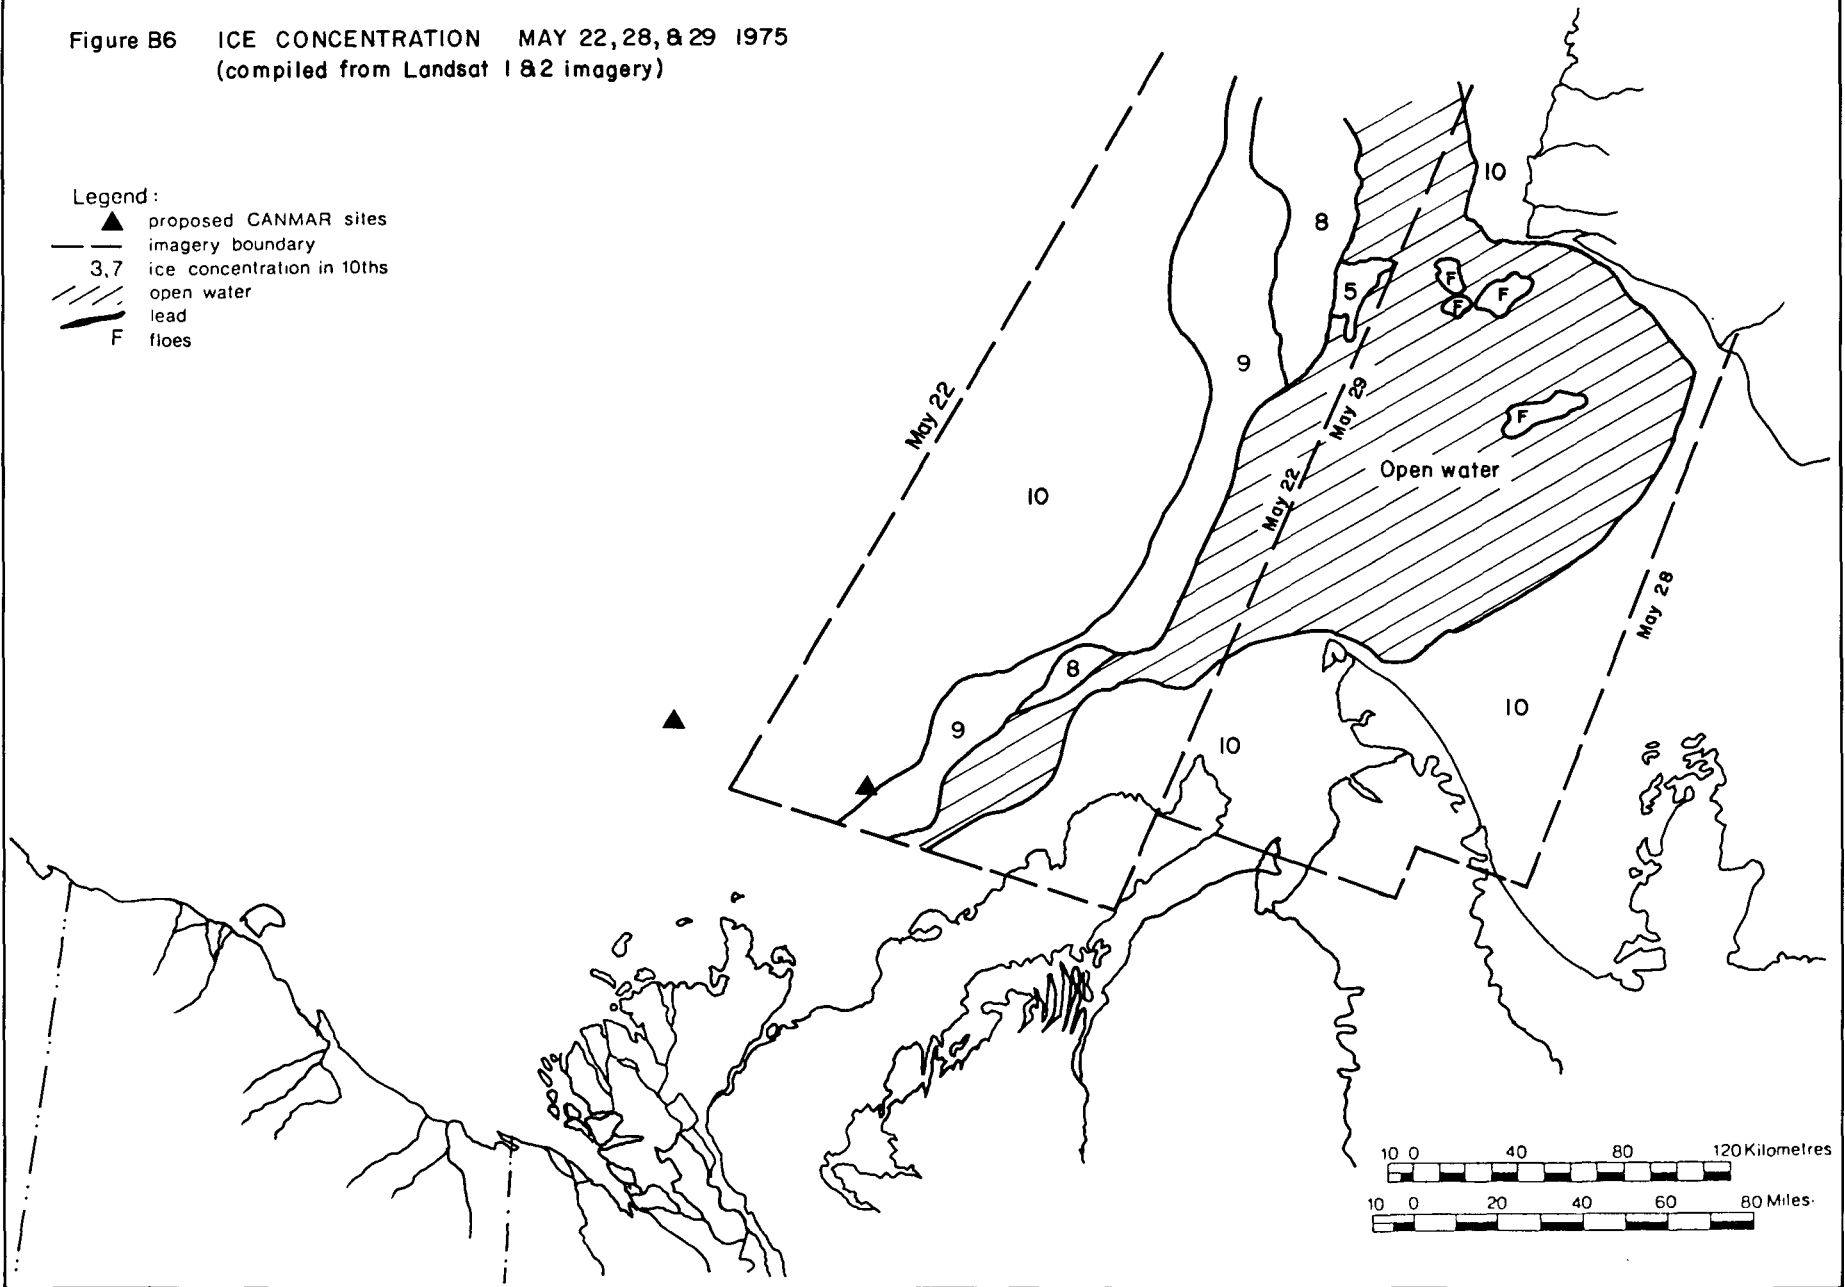 Figure B6 ICE CONCENTRATION MAY 22, 28, & 29 1975
(compiled from Landsat 1 & 2 imagery)
Legend :
proposed CANMAR sites
imagery boundary
3,7 ice concentration in 10ths
open water
lead
F floes
10
8
5
F
F
F
9
May 22
May 29
F
10
Open water
May 22
May 28
8
9
10
10
10 0 40 80 120 Kilometres
10 0 20 40 60 80 Miles.